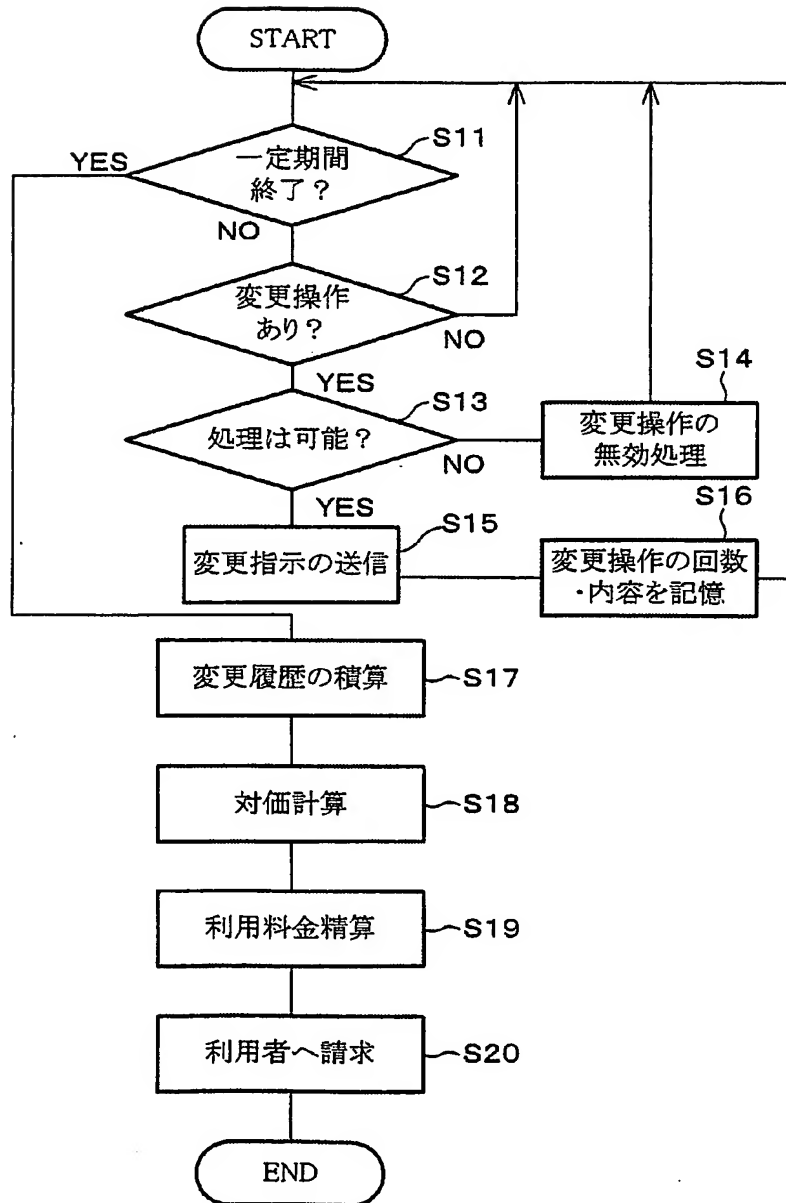 START
S11
YES
一定期間
終了?
NO
S12
変更操作
あり?
NO
YES
S13
S14
処理は可能?
NO
変更操作の
無効処理
YES
S15
S16
変更指示の送信
変更操作の回数
・内容を記憶
変更履歴の積算
S17
対価計算
S18
利用料金精算
S19
利用者へ請求
S20
END